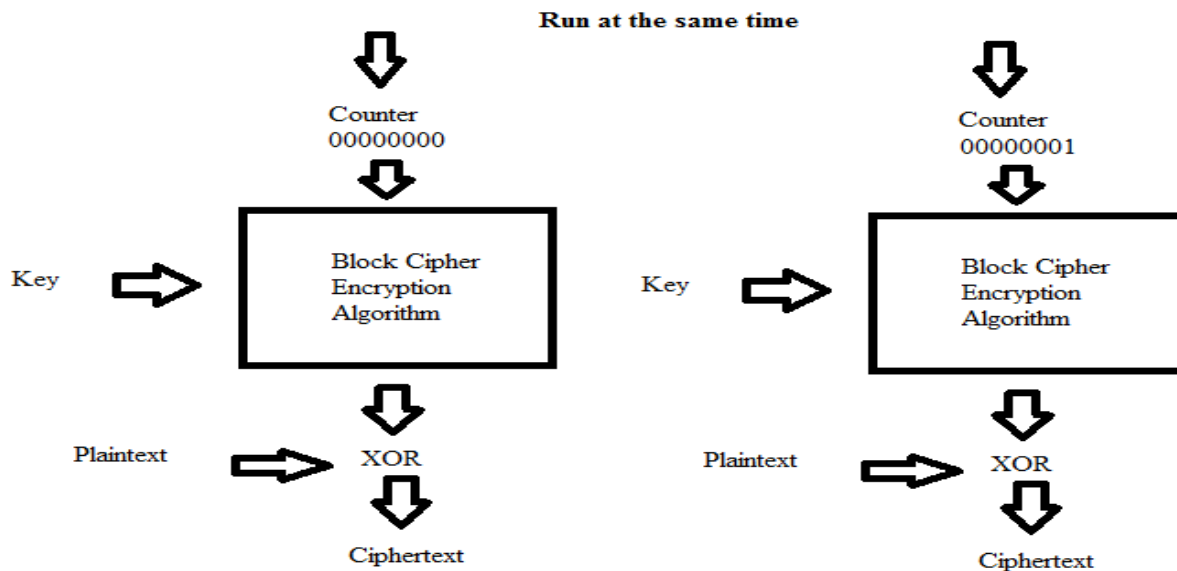 Run at the same time
Counter
00000000
Counter
00000001
Key
Block Cipher
Encryption
Algorithm
Key
Block Cipher
Encryption
Algorithm
Plaintext
XOR
Plaintext
XOR
Ciphertext
Ciphertext